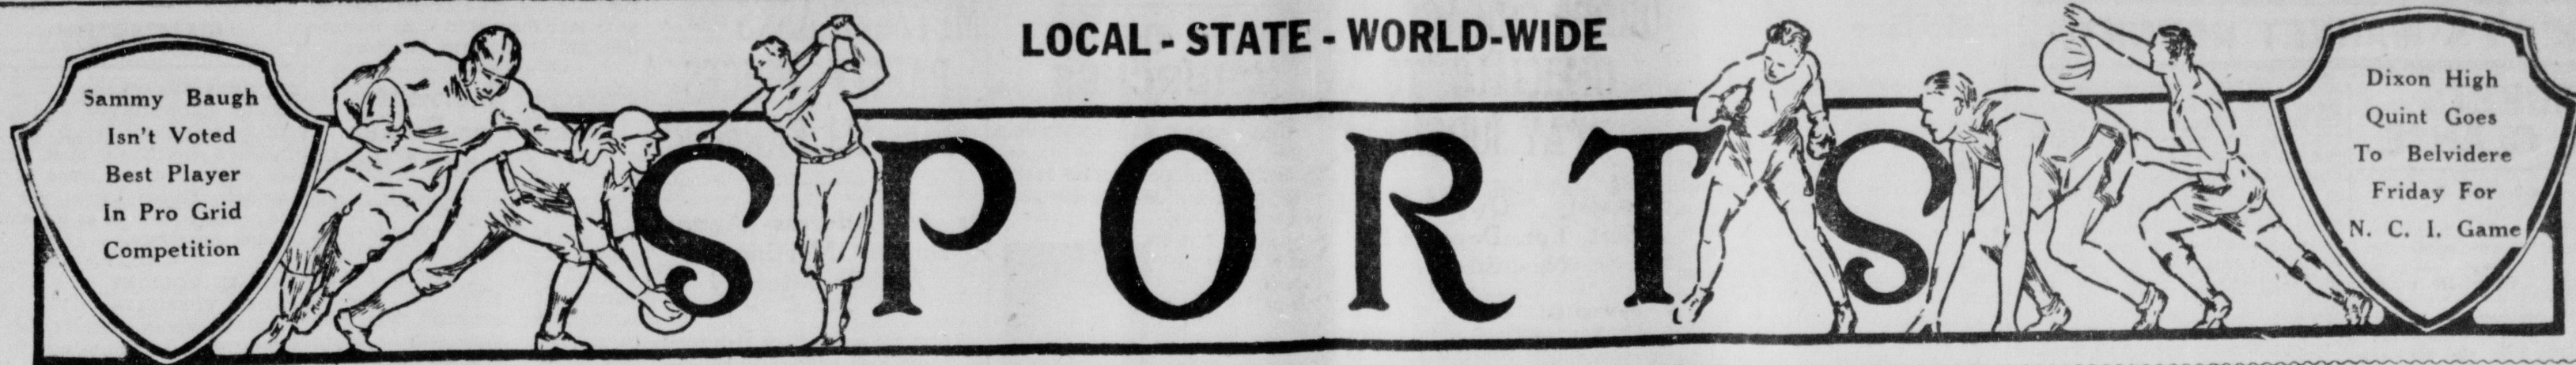 LOCAL - STATE - WORLD-WIDE
Sammy Baugh
Isn't Voted
Best Player
In Pro Grid
Competition
SPORTS
Dixon High
Quint Goes
To Belvidere
Friday For
N. C. I. Game